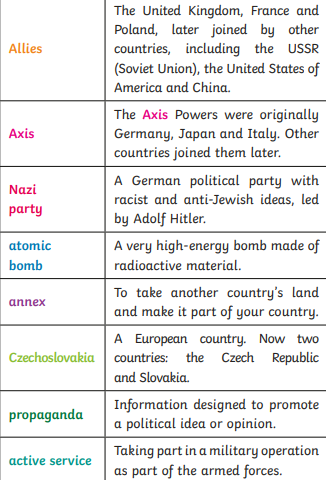 Allies
The United Kingdom, France and
Poland, later joined by other
countries, including the USSR
(Soviet Union), the United States of
America and China.
Axis
The Axis Powers were originally
Germany, Japan and Italy. Other
countries joined them later.
Nazi
party
A German political party with
racist and anti-Jewish ideas, led
by Adolf Hitler.
atomic
bomb
A very high-energy bomb made of
radioactive material.
annex
To take another country's land
and make it part of your country.
Czechoslovakia
A European country. Now two
countries: the Czech Republic
and Slovakia.
propaganda
Information designed to promote
a political idea or opinion.
active service
Taking part in a military operation
as part of the armed forces.